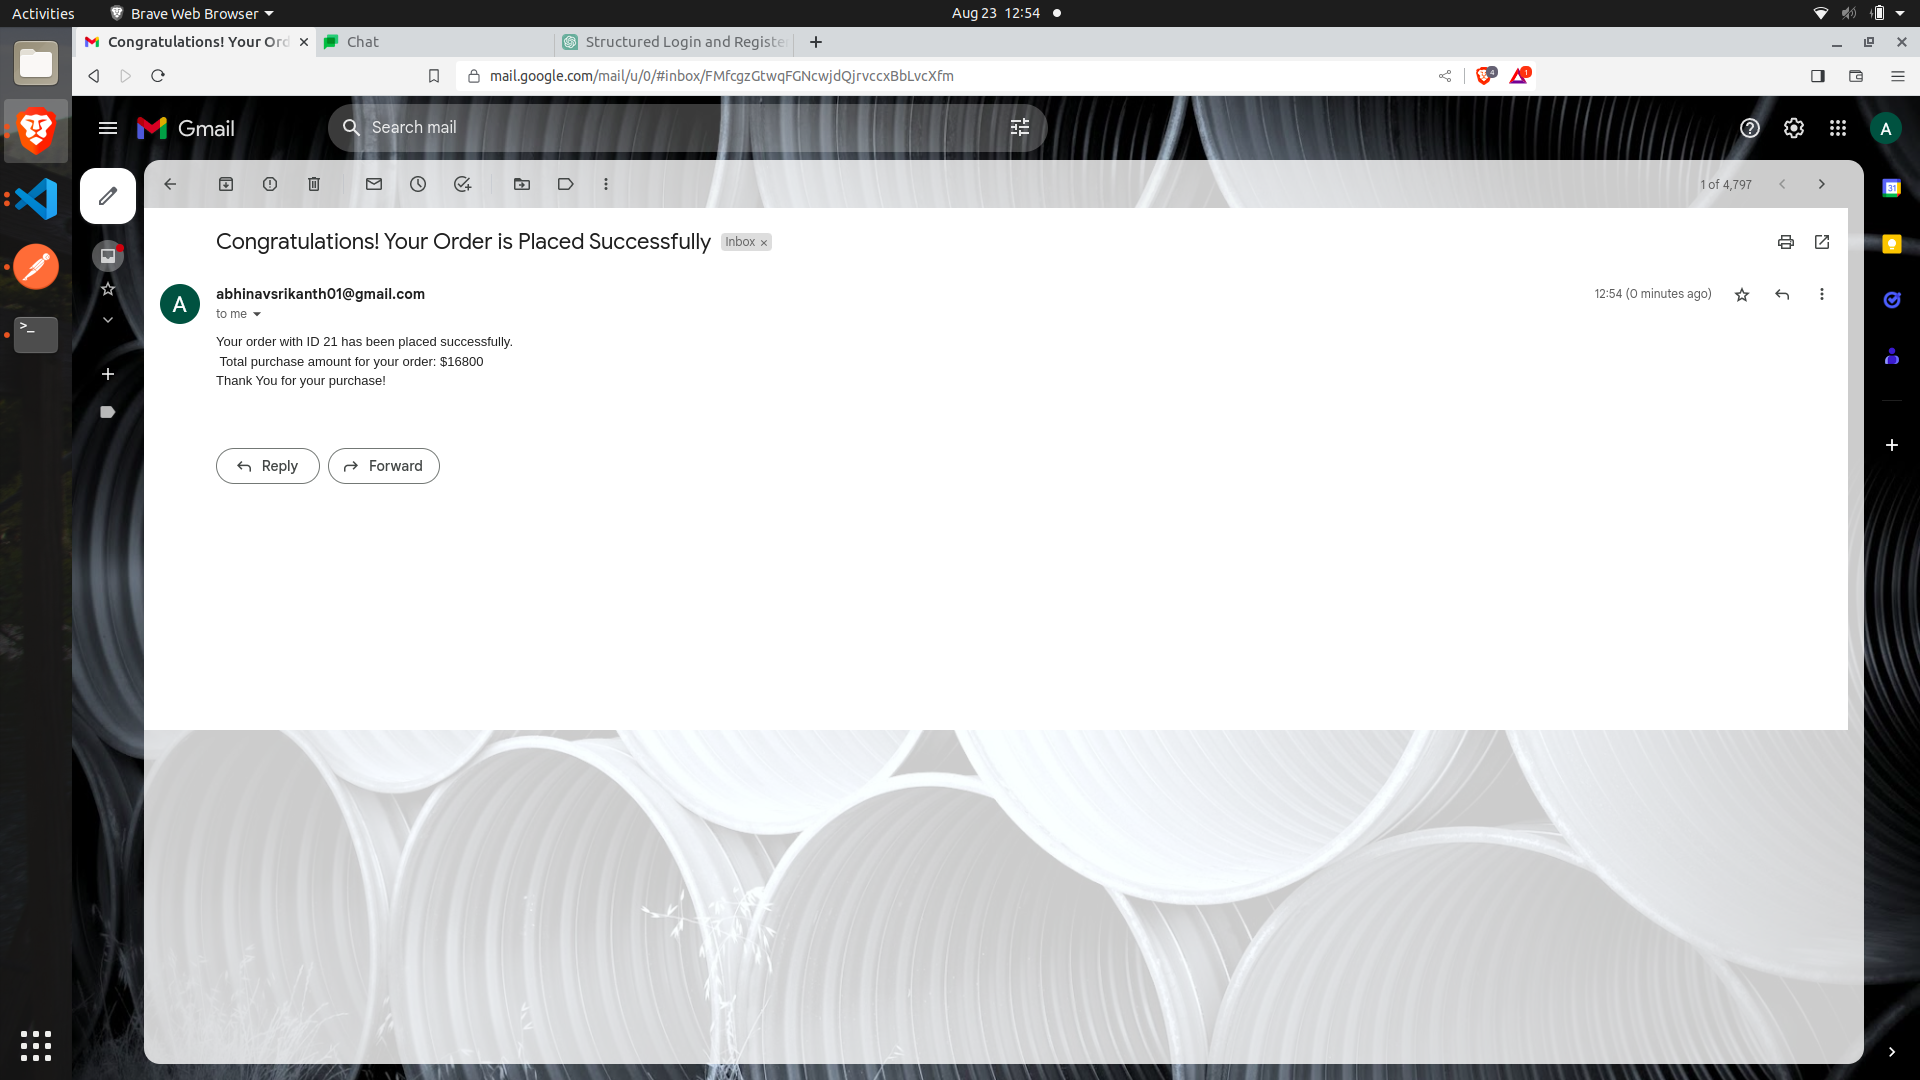 Activities
Brave Web Browser
Aug 23 12:54
Congratulations! Your Ord
Chat
Structured Login and Register
mail.google.com/mail/u/0/#inbox/FMfcgzGtwqFGNcwjdQjrvccxBbLvcXfm
4
1
Gmail
Search mail
A
1 of 4,797
31
Congratulations! Your Order is Placed Successfully
Inbox ×
A
abhinavsrikanth01@gmail.com
12:54 (0 minutes ago)
to me
Your order with ID 21 has been placed successfully.
Total purchase amount for your order: $16800
Thank You for your purchase!
Reply
Forward